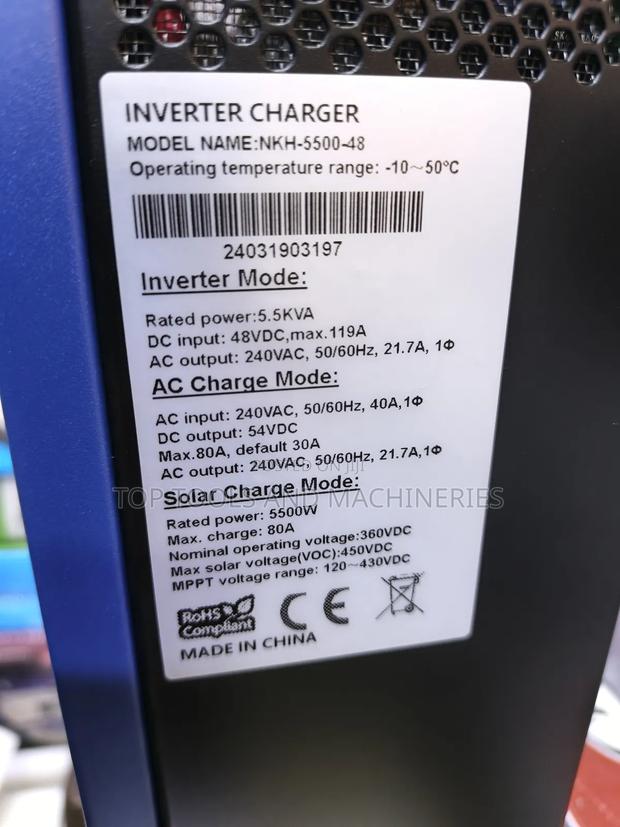 INVERTER CHARGER
MODEL NAME:NKH-5500-48
Operating temperature range: -10～50℃
24031903197
Inverter Mode:
Rated power:5.5KVA
DC input: 48VDC,max.119A
AC output: 240VAC, 50/60Hz, 21.7A, 1Φ
AC Charge Mode:
AC input: 240VAC, 50/60Hz, 40A,1Φ
DC output: 54VDC
Max.80A, default 30A
AC output: 240VAC, 50/60Hz, 21.7A,1Φ
POSTED ON JIJI
Solar Charge Mode:
TOP TOOLS AND MACHINERIES
Rated power: 5500W
Max. charge: 80A
Nominal operating voltage:360VDC
Max solar voltage(VOC):450VDC
MPPT voltage range: 120～430VDC
RoHS
Compliant
CE
MADE IN CHINA